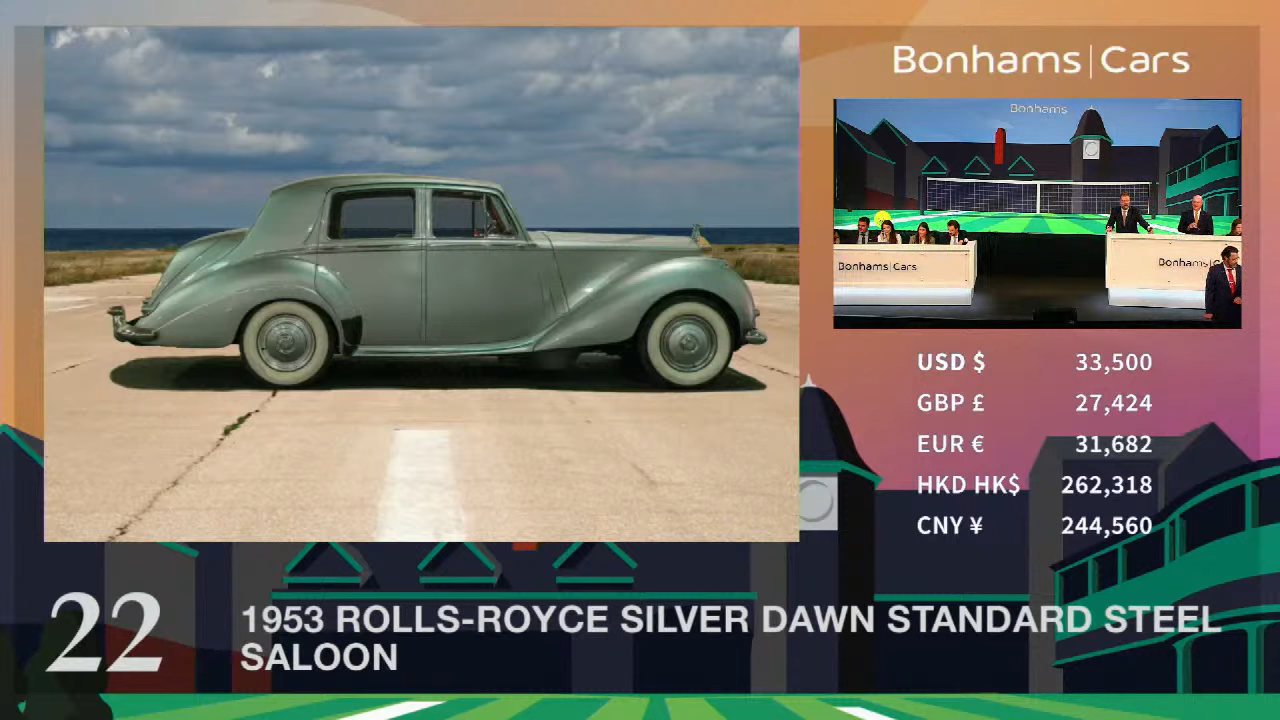 Bonhams|Cars
Bonhams
Bonhams|Cars
Bonhams|C
USD $ 33,500
GBP £ 27,424
EUR € 31,682
HKD HK$ 262,318
CNY ¥ 244,560
22
1953 ROLLS-ROYCE SILVER DAWN STANDARD STEEL
SALOON